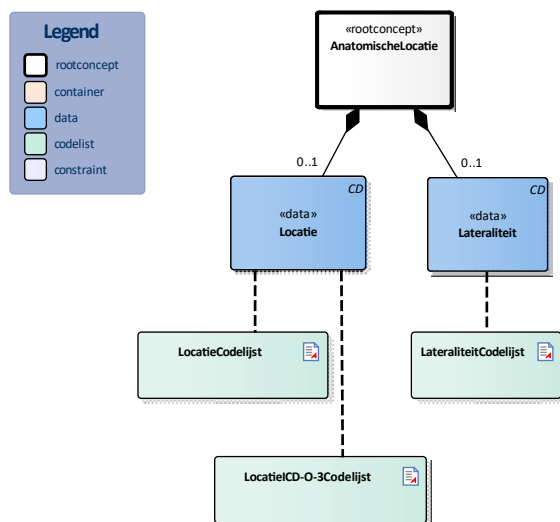 Legend
rootconcept
container
data
codelist
constraint
«rootconcept»
AnatomischeLocatie
0..1
0..1
CD
«data»
Locatie
CD
«data»
Lateraliteit
LocatieCodelijst
LateraliteitCodelijst
LocatieICD-O-3Codelijst